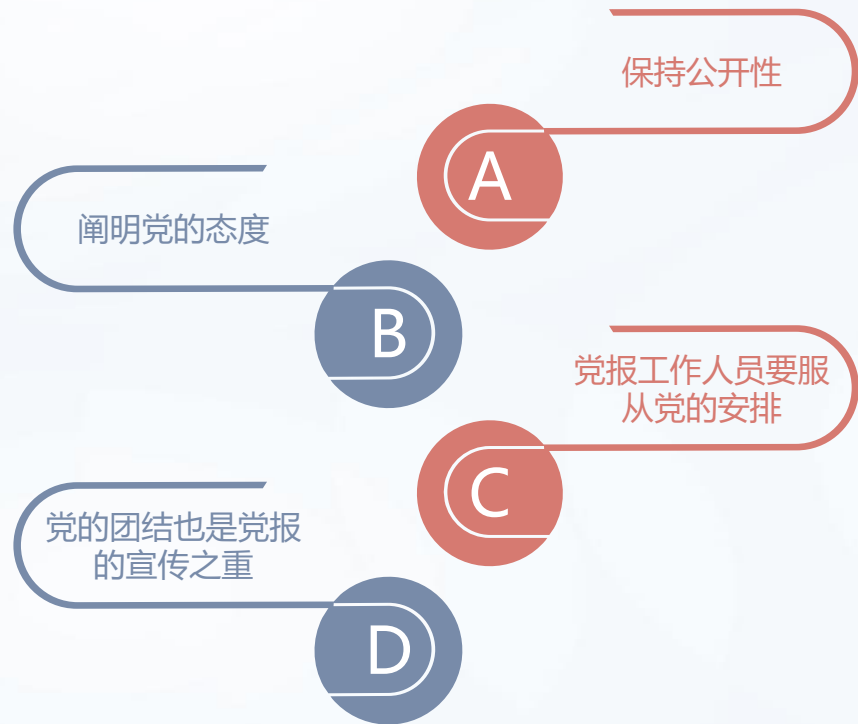 保持公开性
A
阐明党的态度
B
党报工作人员要服
从党的安排
C
党的团结也是党报
的宣传之重
D